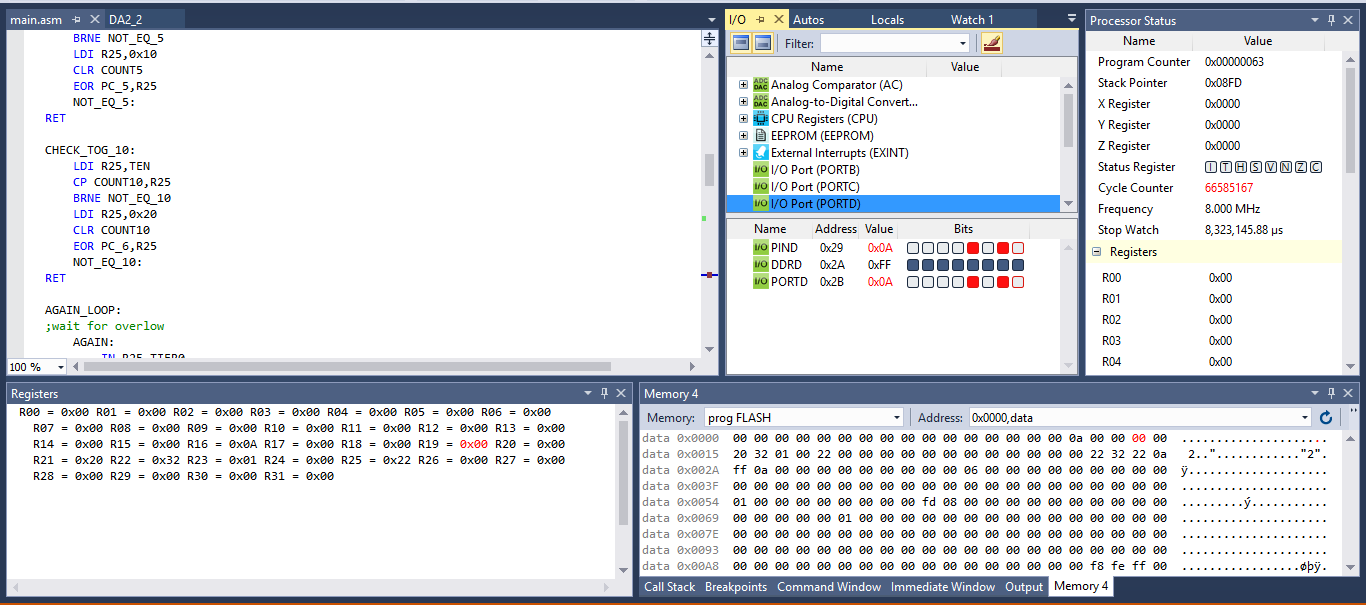 main.asm DA2_2
BRNE NOT_EQ_5
LDI R25,0x10
CLR COUNT5
EOR PC_5,R25
NOT_EQ_5:
RET
CHECK_TOG_10:
LDI R25,TEN
CP COUNT10,R25
BRNE NOT_EQ_10
LDI R25,0x20
CLR COUNT10
EOR PC_6,R25
NOT_EQ_10:
RET
AGAIN_LOOP:
;wait for overlow
AGAIN:
IN R25,TIFR0
100 %
I/O Autos Locals Watch 1
Filter:
Name Value
Analog Comparator (AC)
Analog-to-Digital Convert...
CPU Registers (CPU)
EEPROM (EEPROM)
External Interrupts (EXINT)
I/O I/O Port (PORTB)
I/O I/O Port (PORTC)
I/O I/O Port (PORTD)
Name Address Value Bits
I/O PIND 0x29 0x0A
I/O DDRD 0x2A 0xFF
I/O PORTD 0x2B 0x0A
Processor Status
Name Value
Program Counter 0x00000063
Stack Pointer 0x08FD
X Register 0x0000
Y Register 0x0000
Z Register 0x0000
Status Register I T H S V N Z C
Cycle Counter 66585167
Frequency 8.000 MHz
Stop Watch 8,323,145.88 µs
Registers
R00 0x00
R01 0x00
R02 0x00
R03 0x00
R04 0x00
Registers
R00 = 0x00 R01 = 0x00 R02 = 0x00 R03 = 0x00 R04 = 0x00 R05 = 0x00 R06 = 0x00
R07 = 0x00 R08 = 0x00 R09 = 0x00 R10 = 0x00 R11 = 0x00 R12 = 0x00 R13 = 0x00
R14 = 0x00 R15 = 0x00 R16 = 0x0A R17 = 0x00 R18 = 0x00 R19 = 0x00 R20 = 0x00
R21 = 0x20 R22 = 0x32 R23 = 0x01 R24 = 0x00 R25 = 0x22 R26 = 0x00 R27 = 0x00
R28 = 0x00 R29 = 0x00 R30 = 0x00 R31 = 0x00
Memory 4
Memory: prog FLASH Address: 0x0000,data
data 0x0000 00 00 00 00 00 00 00 00 00 00 00 00 00 00 00 00 0a 00 00 00 00 .....................
data 0x0015 20 32 01 00 22 00 00 00 00 00 00 00 00 00 00 00 00 22 32 22 0a 2..".............."2".
data 0x002A ff 0a 00 00 00 00 00 00 00 00 00 06 00 00 00 00 00 00 00 00 00 ÿ....................
data 0x003F 00 00 00 00 00 00 00 00 00 00 00 00 00 00 00 00 00 00 00 00 00 .....................
data 0x0054 01 00 00 00 00 00 00 00 00 fd 08 00 00 00 00 00 00 00 00 00 00 .........ý...........
data 0x0069 00 00 00 00 00 01 00 00 00 00 00 00 00 00 00 00 00 00 00 00 00 .....................
data 0x007E 00 00 00 00 00 00 00 00 00 00 00 00 00 00 00 00 00 00 00 00 00 .....................
data 0x0093 00 00 00 00 00 00 00 00 00 00 00 00 00 00 00 00 00 00 00 00 00 .....................
data 0x00A8 00 00 00 00 00 00 00 00 00 00 00 00 00 00 00 00 00 f8 fe ff 00 .................øþÿ.
Call Stack Breakpoints Command Window Immediate Window Output Memory 4